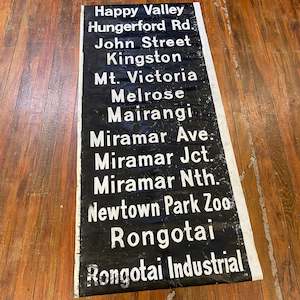 Happy Valley
Hungerford Rd.
John Street
Kingston
Mt. Victoria
Melrose
Mairangi
Miramar Ave.
Miramar Jct.
Miramar Nth.
Newtown Park Zoo
Rongotai
Rongotai Industrial